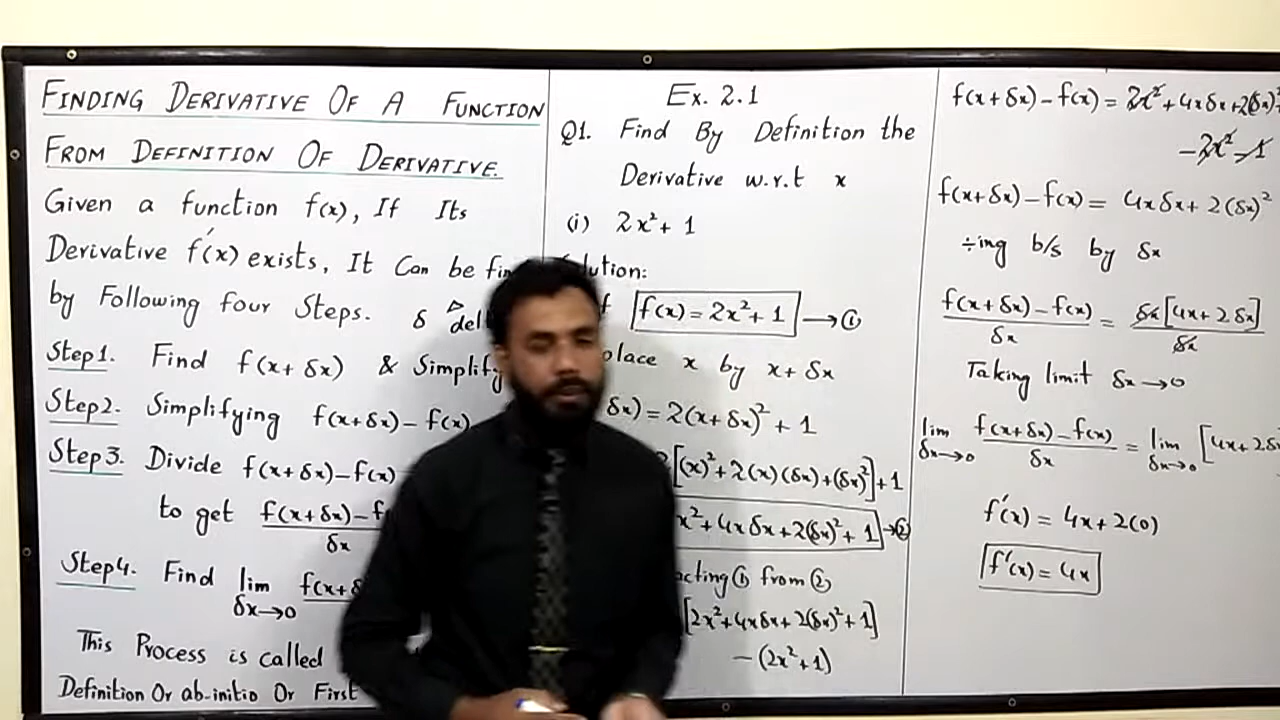 FINDING DERIVATIVE OF A FUNCTION
FROM DEFINITION OF DERIVATIVE.
Given a function f(x), If Its
Derivative f′(x) exists, It Can be
by Following four Steps. δ del
Step1. Find f(x + δx) & Simplify
Step2. Simplifying f(x+δx) – f(x)
Step3. Divide f(x+δx) – f(x)
to get f(x+δx) –
δx
Step4. Find lim
δx→0
This Process is called
Definition Or ab-initio Or First
Ex. 2.1
Q1. Find By Definition the
Derivative w.r.t x
(i) 2x² + 1
f(x) = 2x² + 1 → ①
x by x + δx
δx) = 2(x + δx)² + 1
[(x)² + 2(x)(δx) + (δx)²] + 1
x² + 4xδx + 2(δx)² + 1 → ②
① from ②
[2x² + 4xδx + 2(δx)² + 1]
– (2x² + 1)
f(x + δx) – f(x) = 2x² + 4xδx + 2(δx)²
– 2x² – 1
f(x + δx) – f(x) = 4xδx + 2(δx)²
÷ing b/s by δx
f(x + δx) – f(x) / δx = δx[4x + 2δx] / δx
Taking limit δx → 0
lim δx→0 f(x + δx) – f(x) / δx = lim δx→0 [4x + 2δx
f′(x) = 4x + 2(0)
f′(x) = 4x